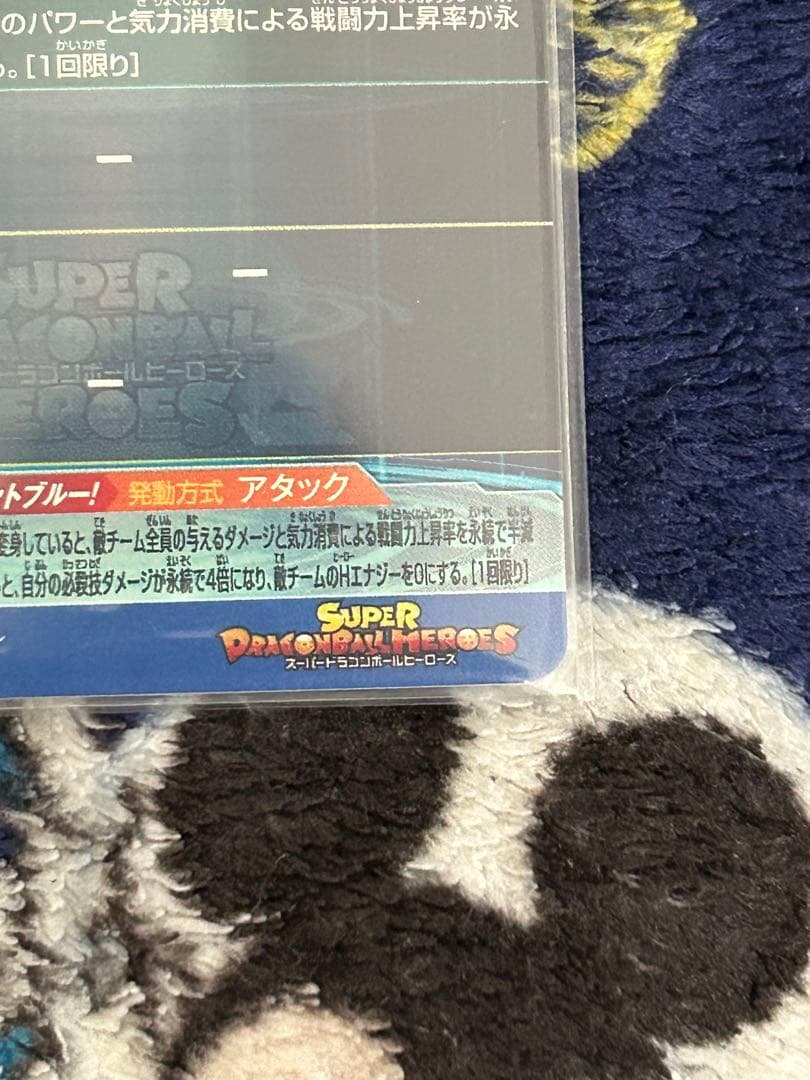 のパワーと気力消費による戦闘力上昇率が永
。[1回限り]
SUPER
DRAGONBALL
ドラゴンボールヒーローズ
HEROES
ットブルー! 発動方式 アタック
変身していると、敵チーム全員の与えるダメージと気力消費による戦闘力上昇率を永続で半減
と、自分の必殺技ダメージが永続で4倍になり、敵チームのHエナジーを0にする。[1回限り]
SUPER
DRAGONBALL HEROES
スーパードラゴンボールヒーローズ